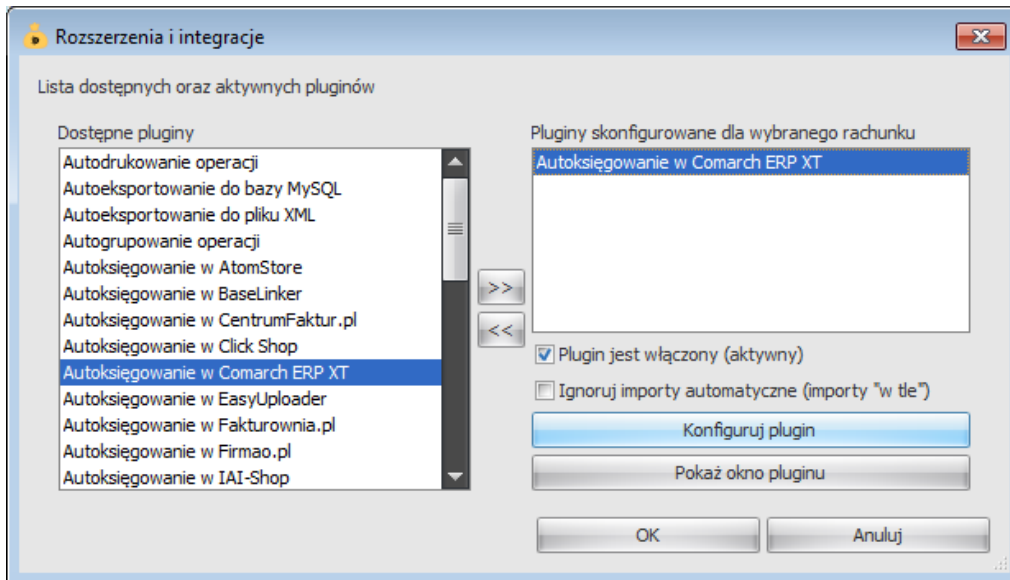 Rozszerzenia i integracje
Lista dostępnych oraz aktywnych pluginów
Dostępne pluginy
Autodrukowanie operacji
Autoeksportowanie do bazy MySQL
Autoeksportowanie do pliku XML
Autogrupowanie operacji
Autoksięgowanie w AtomStore
Autoksięgowanie w BaseLinker
Autoksięgowanie w CentrumFaktur.pl
Autoksięgowanie w Click Shop
Autoksięgowanie w Comarch ERP XT
Autoksięgowanie w EasyUploader
Autoksięgowanie w Fakturownia.pl
Autoksięgowanie w Firmao.pl
Autoksięgowanie w IAI-Shop
>>
<<
Pluginy skonfigurowane dla wybranego rachunku
Autoksięgowanie w Comarch ERP XT
Plugin jest włączony (aktywny)
Ignoruj importy automatyczne (importy "w tle")
Konfiguruj plugin
Pokaż okno pluginu
OK
Anuluj